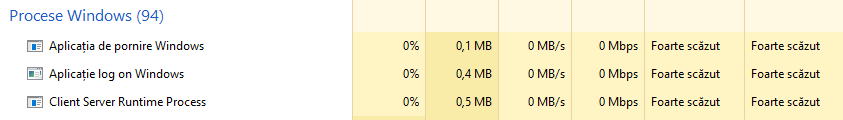 Procese Windows (94)
Aplicația de pornire Windows 0% 0,1 MB 0 MB/s 0 Mbps Foarte scăzut Foarte scăzut
Aplicație log on Windows 0% 0,4 MB 0 MB/s 0 Mbps Foarte scăzut Foarte scăzut
Client Server Runtime Process 0% 0,5 MB 0 MB/s 0 Mbps Foarte scăzut Foarte scăzut